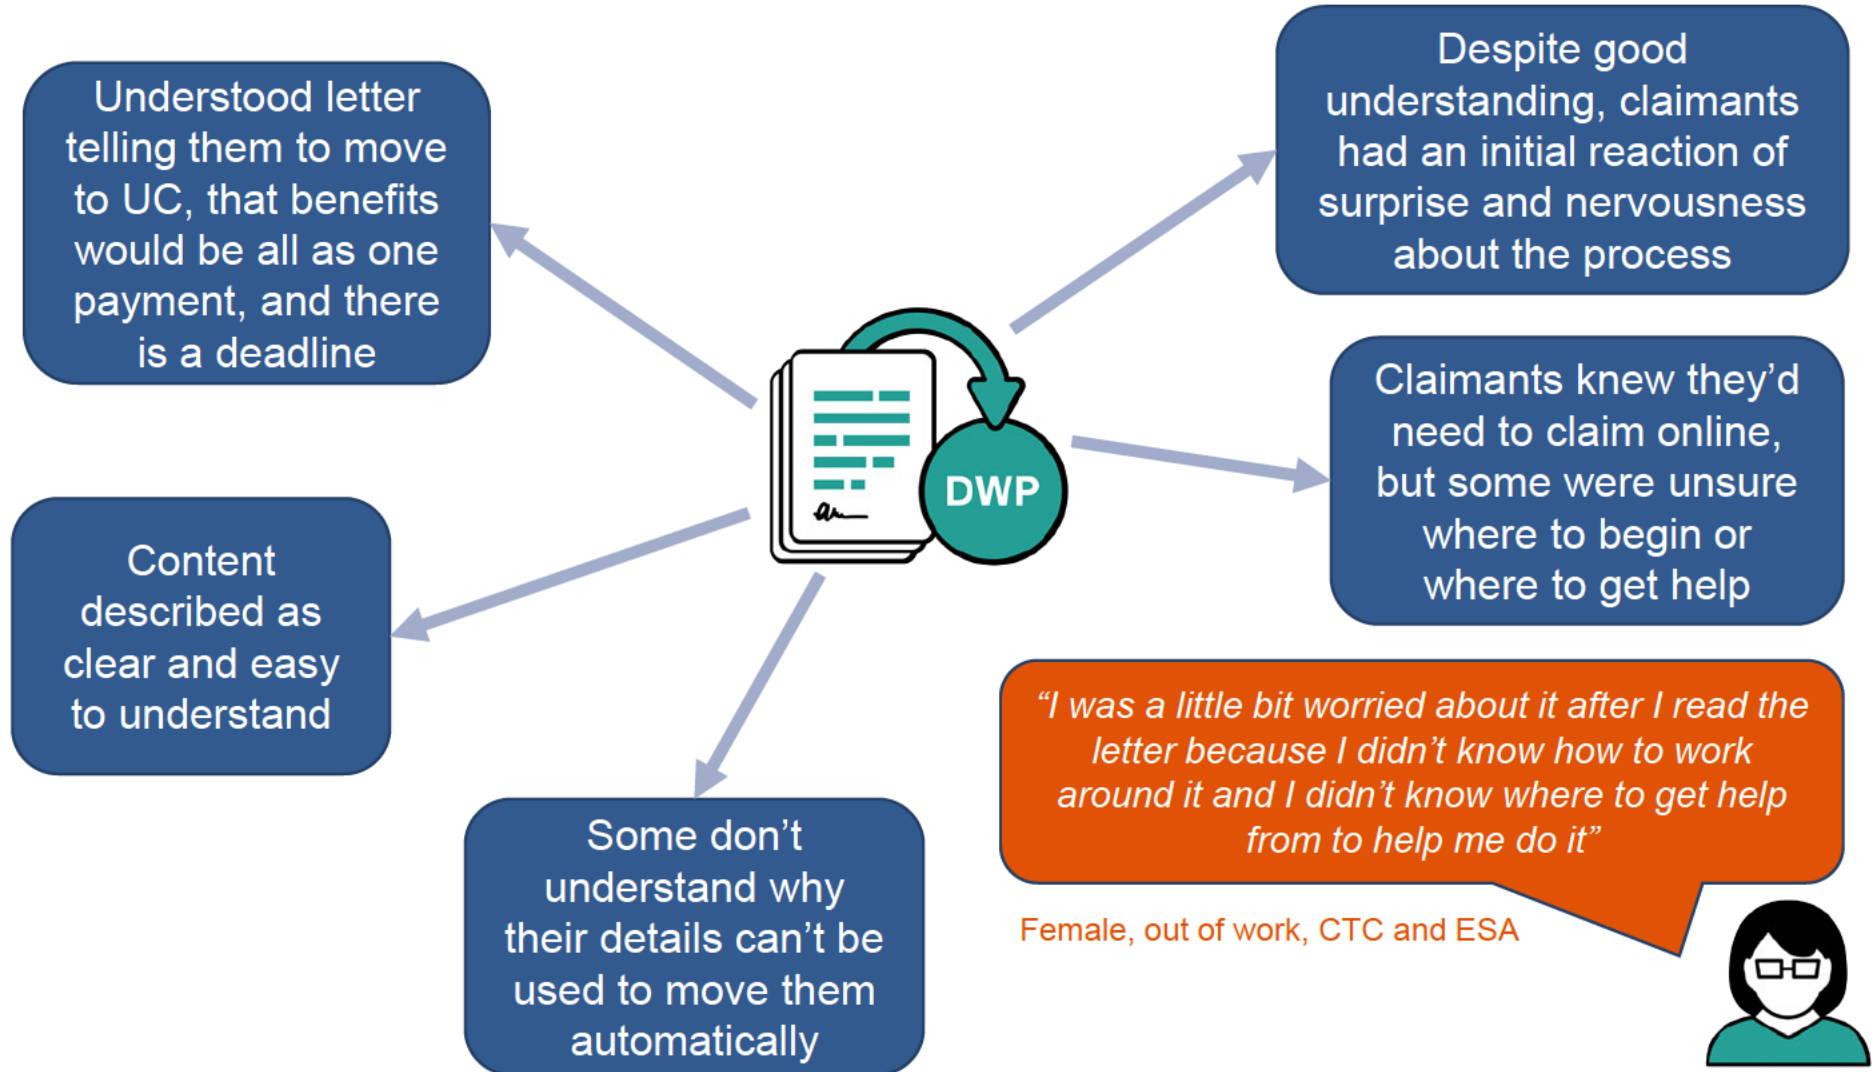 Understood letter
telling them to move
to UC, that benefits
would be all as one
payment, and there
is a deadline
Despite good
understanding, claimants
had an initial reaction of
surprise and nervousness
about the process
Claimants knew they’d
need to claim online,
but some were unsure
where to begin or
where to get help
DWP
Content
described as
clear and easy
to understand
Some don’t
understand why
their details can’t be
used to move them
automatically
“I was a little bit worried about it after I read the
letter because I didn’t know how to work
around it and I didn’t know where to get help
from to help me do it”
Female, out of work, CTC and ESA